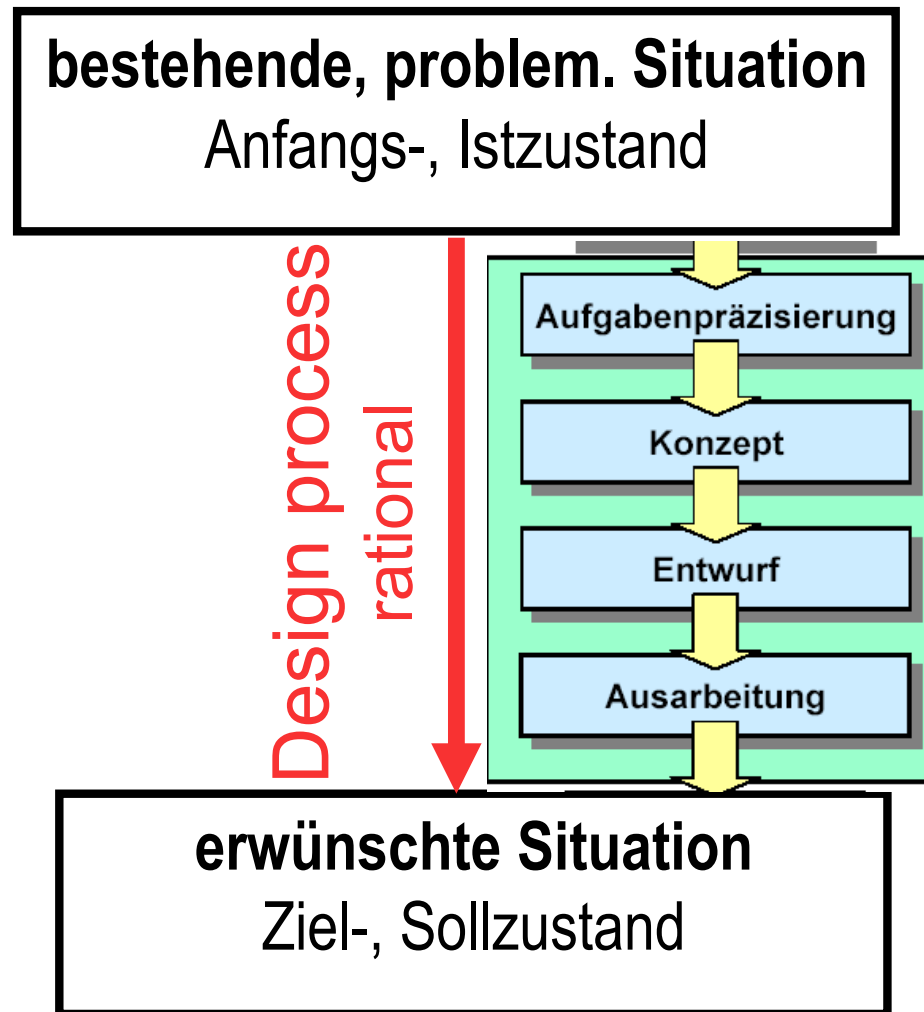 bestehende, problem. Situation
Anfangs-, Istzustand
Design process
rational
Aufgabenpräzisierung
Konzept
Entwurf
Ausarbeitung
erwünschte Situation
Ziel-, Sollzustand